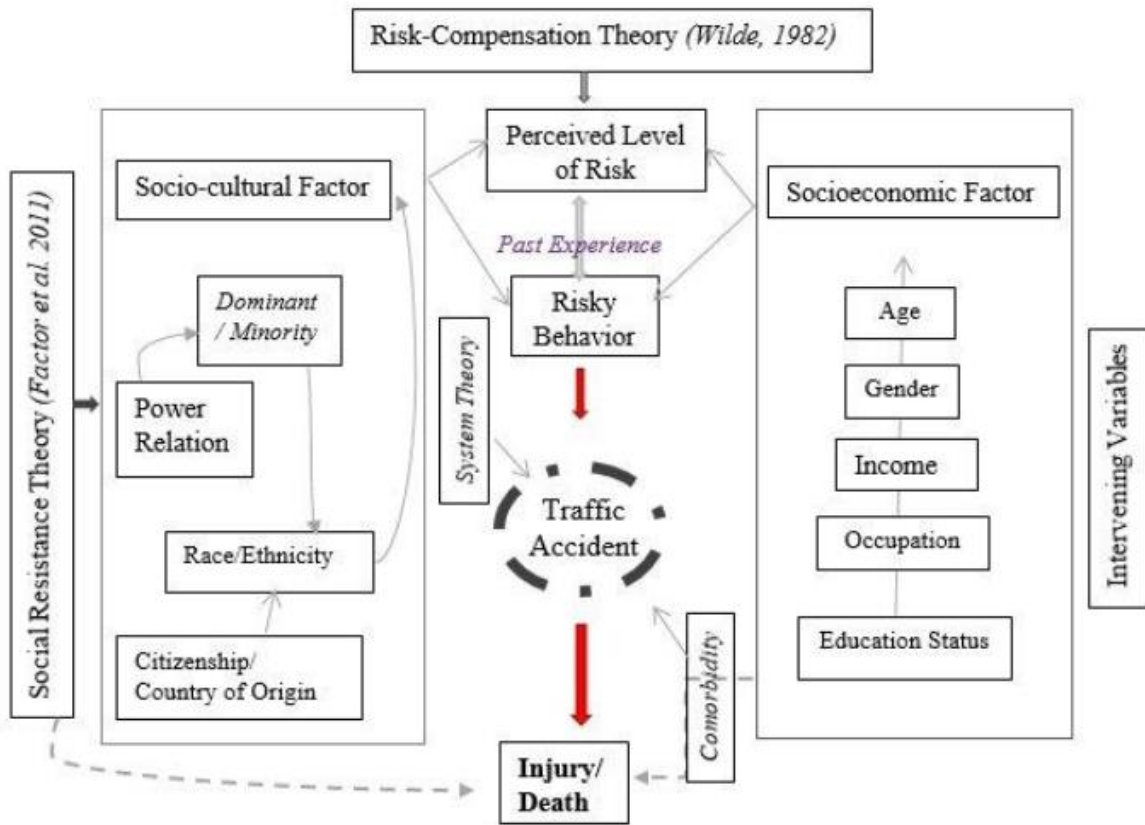 Risk-Compensation Theory (Wilde, 1982)
Social Resistance Theory (Factor et al. 2011)
Socio-cultural Factor
Dominant
/ Minority
Power
Relation
Race/Ethnicity
Citizenship/
Country of Origin
Perceived Level
of Risk
Past Experience
Risky
Behavior
System Theory
Traffic
Accident
Comorbidity
Injury/
Death
Socioeconomic Factor
Age
Gender
Income
Occupation
Education Status
Intervening Variables